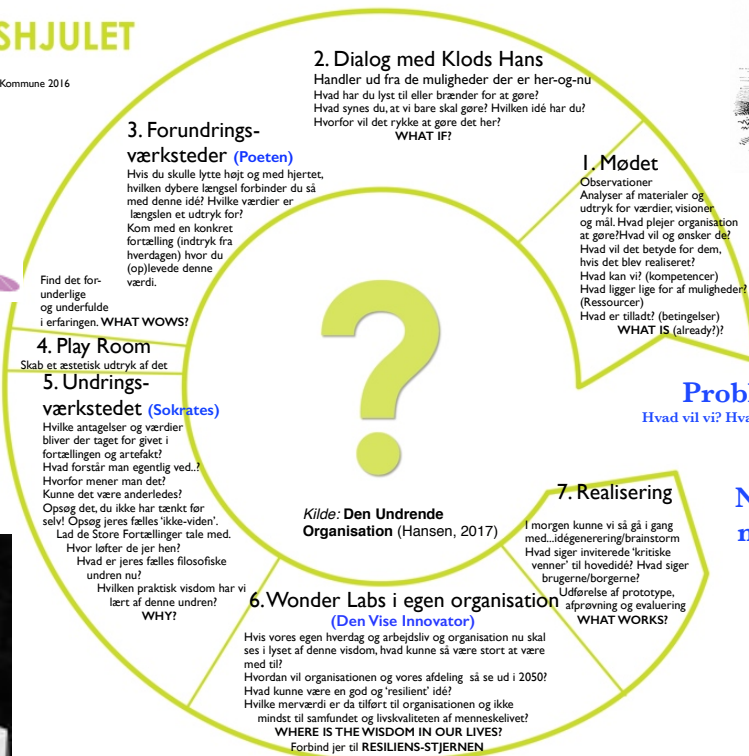 SHJULET
Kommune 2016
2. Dialog med Klods Hans
Handler ud fra de muligheder der er her-og-nu
Hvad har du lyst til eller brænder for at gøre?
Hvad synes du, at vi bare skal gøre? Hvilken idé har du?
Hvorfor vil det rykke at gøre det her?
WHAT IF?
1. Mødet
Observationer
Analyser af materialer og
udtryk for værdier, visioner
og mål. Hvad plejer organisation
at gøre?Hvad vil og ønsker de?
Hvad vil det betyde for dem,
hvis det blev realiseret?
Hvad kan vi? (kompetencer)
Hvad ligger lige for af muligheder?
(Ressourcer)
Hvad er tilladt? (betingelser)
WHAT IS (already?)?
3. Forundrings-
værksteder (Poeten)
Hvis du skulle lytte højt og med hjertet,
hvilken dybere længsel forbinder du så
med denne idé? Hvilke værdier er
længslen et udtryk for?
Kom med en konkret
fortælling (indtryk fra
hverdagen) hvor du
(op)levede denne
værdi.
Find det for-
underlige
og underfulde
i erfaringen. WHAT WOWS?
4. Play Room
Skab et æstetisk udtryk af det
5. Undrings-
værkstedet (Sokrates)
Hvilke antagelser og værdier
bliver der taget for givet i
fortællingen og artefakt?
Hvad forstår man egentlig ved..?
Hvorfor mener man det?
Kunne det være anderledes?
Opsøg det, du ikke har tænkt før
selv! Opsøg jeres fælles 'ikke-viden'.
Lad de Store Fortællinger tale med.
Hvor løfter de jer hen?
Hvad er jeres fælles filosofiske
undren nu?
Hvilken praktisk visdom har vi
lært af denne undren?
WHY?
?
Kilde: Den Undrende
Organisation (Hansen, 2017)
6. Wonder Labs i egen organisation
(Den Vise Innovator)
Hvis vores egen hverdag og arbejdsliv og organisation nu skal
ses i lyset af denne visdom, hvad kunne så være stort at være
med til?
Hvordan vil organisationen og vores afdeling så se ud i 2050?
Hvad kunne være en god og 'resilient' idé?
Hvilke merværdi er da tilført til organisationen og ikke
mindst til samfundet og livskvaliteten af menneskelivet?
WHERE IS THE WISDOM IN OUR LIVES?
Forbind jer til RESILIENS-STJERNEN
7. Realisering
I morgen kunne vi så gå i gang
med...idégenerering/brainstorm
Hvad siger inviterede 'kritiske
venner' til hovedidé? Hvad siger
brugerne/borgerne?
Udførelse af prototype,
afprøvning og evaluering
WHAT WORKS?
Probl
Hvad vil vi? Hva
N
n